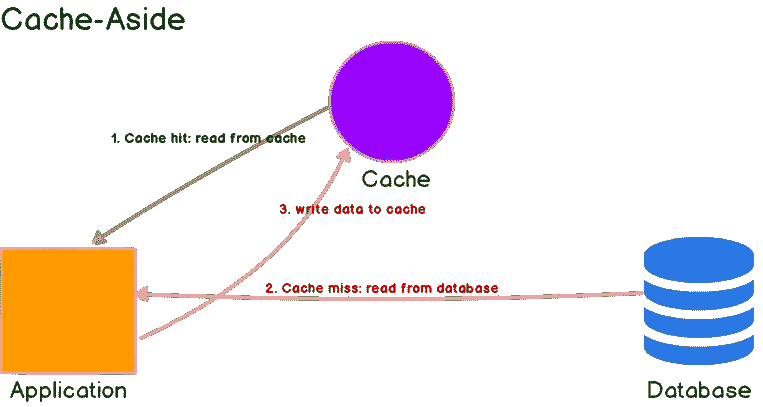 Cache-Aside
1. Cache hit: read from cache
Cache
3. write data to cache
2. Cache miss: read from database
Application
Database